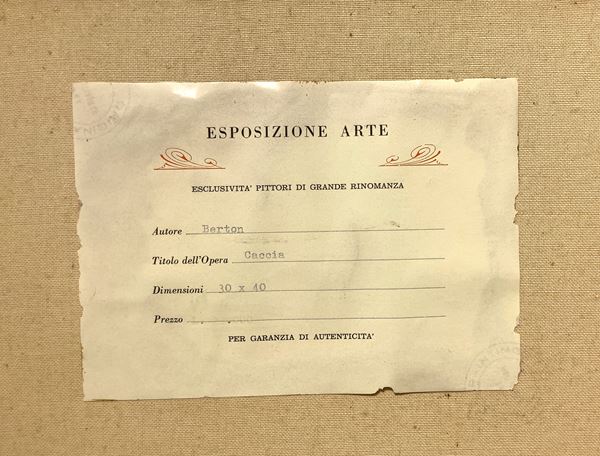 ESPOSIZIONE ARTE
ESCLUSIVITA' PITTORI DI GRANDE RINOMANZA
Autore Berton
Titolo dell'Opera Caccia
Dimensioni 30 x 40
Prezzo
PER GARANZIA DI AUTENTICITA'